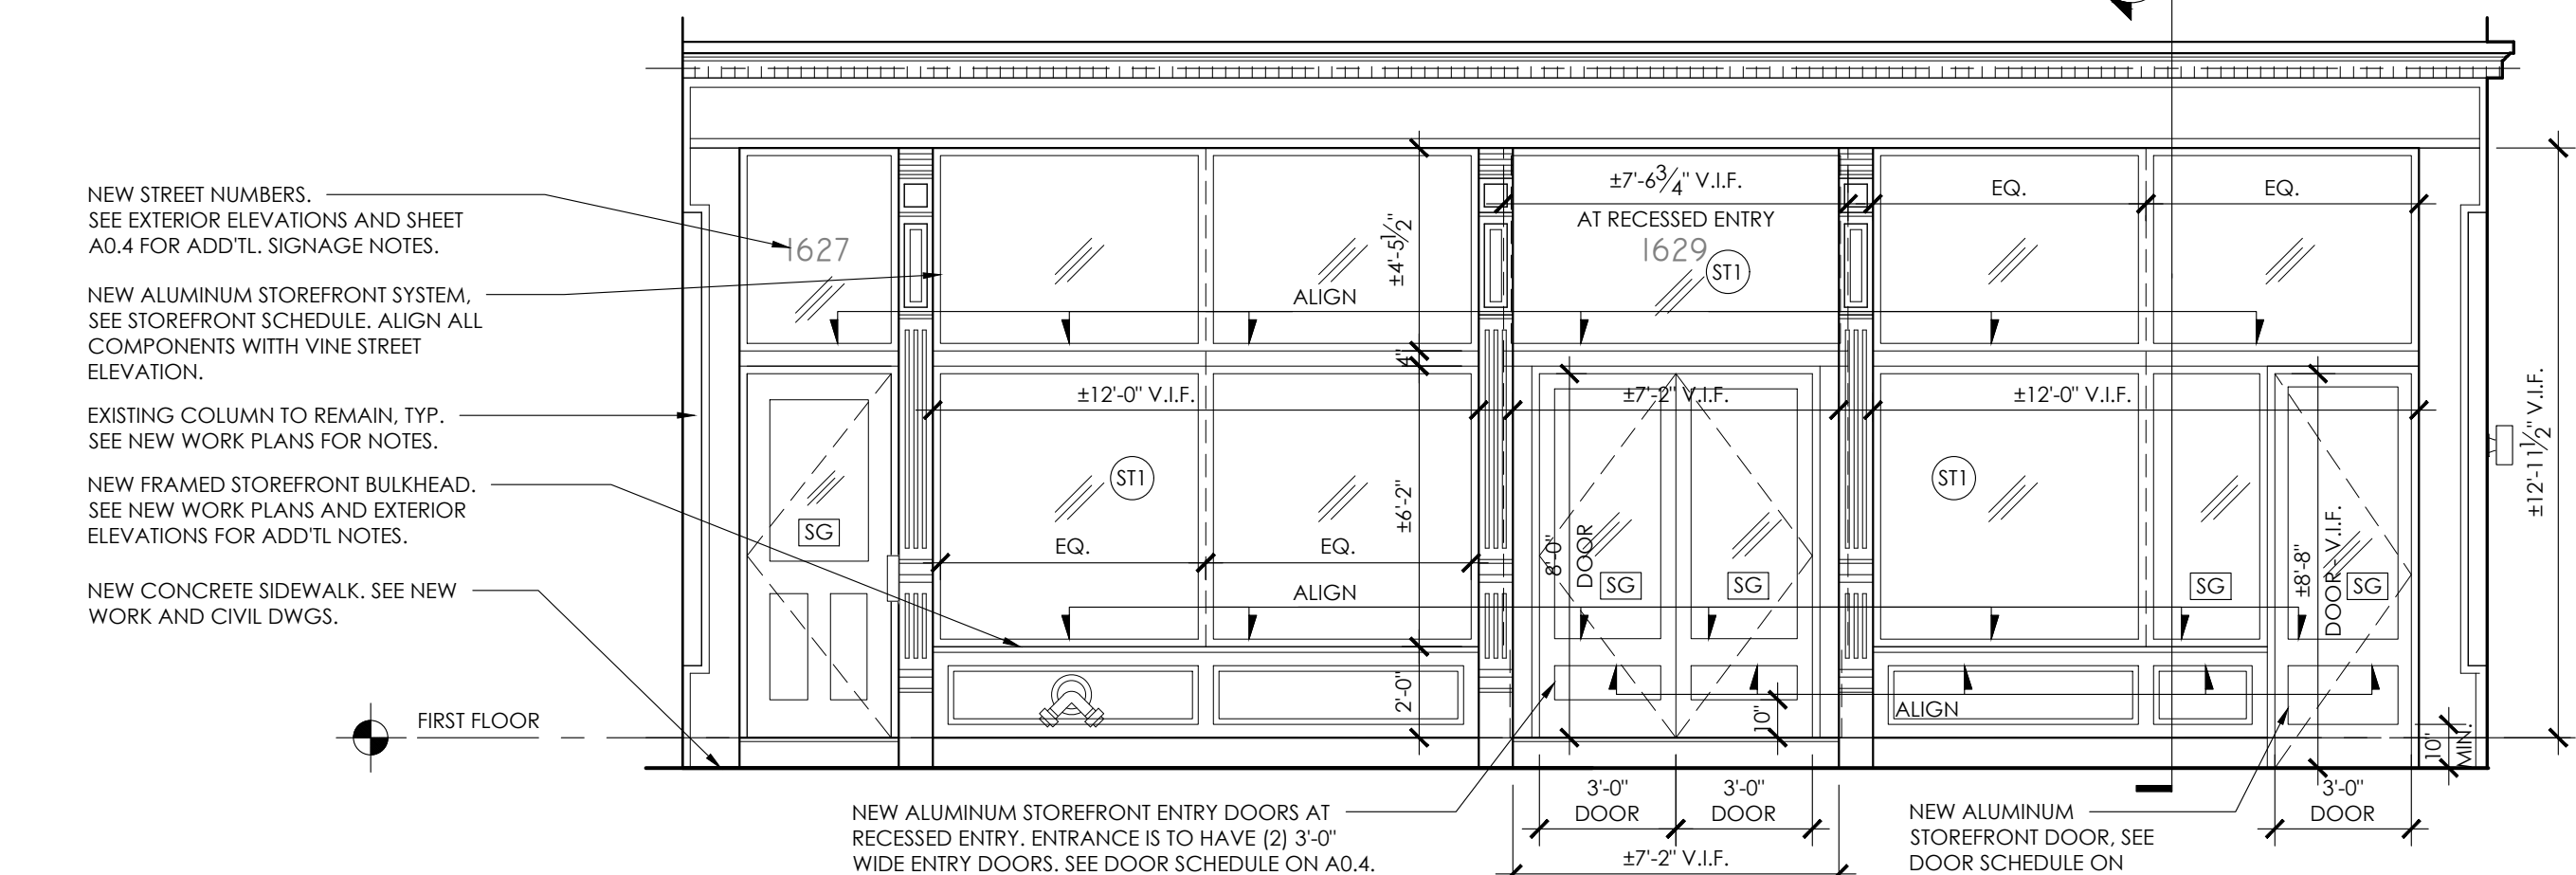 NEW STREET NUMBERS.
SEE EXTERIOR ELEVATIONS AND SHEET
A0.4 FOR ADD'TL. SIGNAGE NOTES.
NEW ALUMINUM STOREFRONT SYSTEM,
SEE STOREFRONT SCHEDULE. ALIGN ALL
COMPONENTS WITTH VINE STREET
ELEVATION.
EXISTING COLUMN TO REMAIN, TYP.
SEE NEW WORK PLANS FOR NOTES.
NEW FRAMED STOREFRONT BULKHEAD.
SEE NEW WORK PLANS AND EXTERIOR
ELEVATIONS FOR ADD'TL NOTES.
NEW CONCRETE SIDEWALK. SEE NEW
WORK AND CIVIL DWGS.
FIRST FLOOR
1627
SG
±12'-0" V.I.F.
ST1
EQ.
EQ.
ALIGN
ALIGN
±4'-5½"
4"
±6'-2"
2'-0"
±7'-6¾" V.I.F.
AT RECESSED ENTRY
1629
ST1
±7'-2" V.I.F.
8'-0"
DOOR
SG
SG
10"
EQ.
EQ.
±12'-0" V.I.F.
ST1
SG
±8'-8"
DOOR-V.I.F.
SG
ALIGN
10"
MIN.
±12'-11½" V.I.F.
3'-0"
DOOR
3'-0"
DOOR
±7'-2" V.I.F.
3'-0"
DOOR
NEW ALUMINUM STOREFRONT ENTRY DOORS AT
RECESSED ENTRY. ENTRANCE IS TO HAVE (2) 3'-0"
WIDE ENTRY DOORS. SEE DOOR SCHEDULE ON A0.4.
NEW ALUMINUM
STOREFRONT DOOR, SEE
DOOR SCHEDULE ON